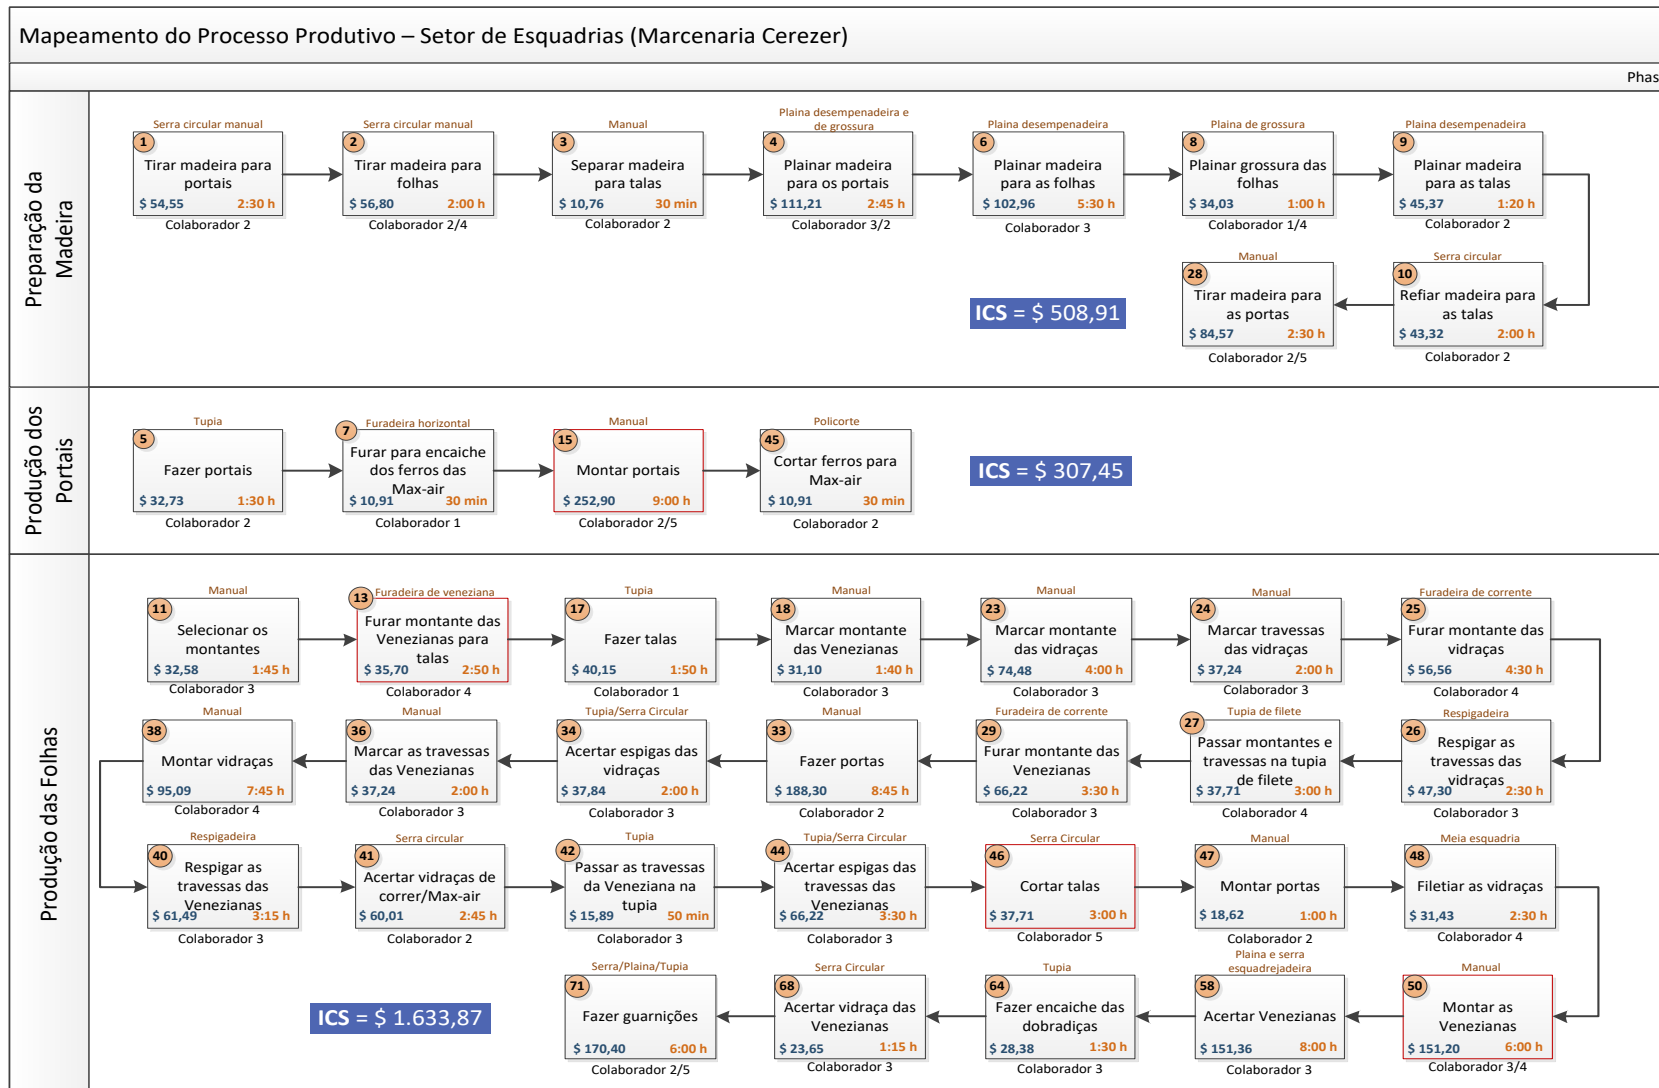 Mapeamento do Processo Produtivo – Setor de Esquadrias (Marcenaria Cerezer)
Phas
Preparação da
Madeira
Serra circular manual
1
Tirar madeira para
portais
$ 54,55 2:30 h
Colaborador 2
Serra circular manual
2
Tirar madeira para
folhas
$ 56,80 2:00 h
Colaborador 2/4
Manual
3
Separar madeira
para talas
$ 10,76 30 min
Colaborador 2
Plaina desempenadeira e
de grossura
4
Plainar madeira
para os portais
$ 111,21 2:45 h
Colaborador 3/2
Plaina desempenadeira
6
Plainar madeira
para as folhas
$ 102,96 5:30 h
Colaborador 3
Plaina de grossura
8
Plainar grossura das
folhas
$ 34,03 1:00 h
Colaborador 1/4
Plaina desempenadeira
9
Plainar madeira
para as talas
$ 45,37 1:20 h
Colaborador 2
Serra circular
10
Refiar madeira para
as talas
$ 43,32 2:00 h
Colaborador 2
Manual
28
Tirar madeira para
as portas
$ 84,57 2:30 h
Colaborador 2/5
ICS = $ 508,91
Produção dos
Portais
Tupia
5
Fazer portais
$ 32,73 1:30 h
Colaborador 2
Furadeira horizontal
7
Furar para encaiche
dos ferros das
Max-air
$ 10,91 30 min
Colaborador 1
Manual
15
Montar portais
$ 252,90 9:00 h
Colaborador 2/5
Policorte
45
Cortar ferros para
Max-air
$ 10,91 30 min
Colaborador 2
ICS = $ 307,45
Produção das Folhas
Manual
11
Selecionar os
montantes
$ 32,58 1:45 h
Colaborador 3
Furadeira de veneziana
13
Furar montante das
Venezianas para
talas
$ 35,70 2:50 h
Colaborador 4
Tupia
17
Fazer talas
$ 40,15 1:50 h
Colaborador 1
Manual
18
Marcar montante
das Venezianas
$ 31,10 1:40 h
Colaborador 3
Manual
23
Marcar montante
das vidraças
$ 74,48 4:00 h
Colaborador 3
Manual
24
Marcar travessas
das vidraças
$ 37,24 2:00 h
Colaborador 3
Furadeira de corrente
25
Furar montante das
vidraças
$ 56,56 4:30 h
Colaborador 4
Respigadeira
26
Respigar as
travessas das
vidraças
$ 47,30 2:30 h
Colaborador 3
Tupia de filete
27
Passar montantes e
travessas na tupia
de filete
$ 37,71 3:00 h
Colaborador 4
Furadeira de corrente
29
Furar montante das
Venezianas
$ 66,22 3:30 h
Colaborador 3
Manual
33
Fazer portas
$ 188,30 8:45 h
Colaborador 2
Tupia/Serra Circular
34
Acertar espigas das
vidraças
$ 37,84 2:00 h
Colaborador 3
Manual
36
Marcar as travessas
das Venezianas
$ 37,24 2:00 h
Colaborador 3
Manual
38
Montar vidraças
$ 95,09 7:45 h
Colaborador 4
Respigadeira
40
Respigar as
travessas das
Venezianas
$ 61,49 3:15 h
Colaborador 3
Serra circular
41
Acertar vidraças de
correr/Max-air
$ 60,01 2:45 h
Colaborador 2
Tupia
42
Passar as travessas
da Veneziana na
tupia
$ 15,89 50 min
Colaborador 3
Tupia/Serra Circular
44
Acertar espigas das
travessas das
Venezianas
$ 66,22 3:30 h
Colaborador 3
Serra Circular
46
Cortar talas
$ 37,71 3:00 h
Colaborador 5
Manual
47
Montar portas
$ 18,62 1:00 h
Colaborador 2
Meia esquadria
48
Filetiar as vidraças
$ 31,43 2:30 h
Colaborador 4
Manual
50
Montar as
Venezianas
$ 151,20 6:00 h
Colaborador 3/4
Plaina e serra
esquadrejadeira
58
Acertar Venezianas
$ 151,36 8:00 h
Colaborador 3
Tupia
64
Fazer encaiche das
dobradiças
$ 28,38 1:30 h
Colaborador 3
Serra Circular
68
Acertar vidraça das
Venezianas
$ 23,65 1:15 h
Colaborador 3
Serra/Plaina/Tupia
71
Fazer guarnições
$ 170,40 6:00 h
Colaborador 2/5
ICS = $ 1.633,87